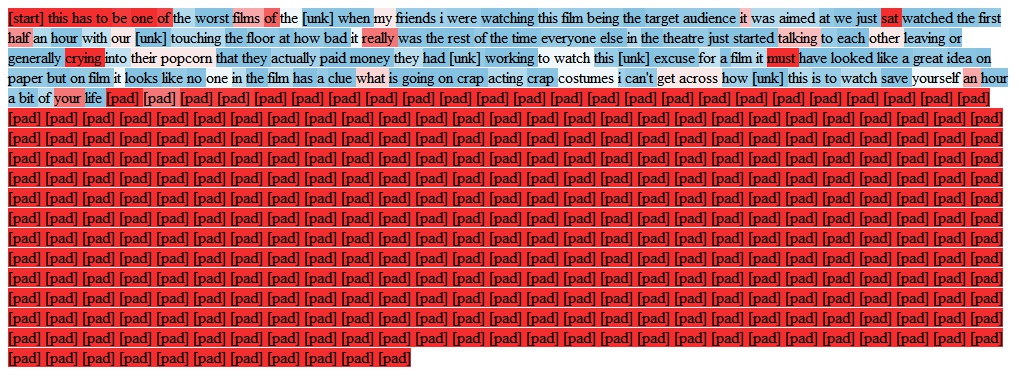 [start] this has to be one of the worst films of the [unk] when my friends i were watching this film being the target audience it was aimed at we just sat watched the first
half an hour with our [unk] touching the floor at how bad it really was the rest of the time everyone else in the theatre just started talking to each other leaving or
generally crying into their popcorn that they actually paid money they had [unk] working to watch this [unk] excuse for a film it must have looked like a great idea on
paper but on film it looks like no one in the film has a clue what is going on crap acting crap costumes i can't get across how [unk] this is to watch save yourself an hour
a bit of your life [pad] [pad] [pad] [pad] [pad] [pad] [pad] [pad] [pad] [pad] [pad] [pad] [pad] [pad] [pad] [pad] [pad] [pad] [pad] [pad] [pad] [pad] [pad] [pad]
[pad] [pad] [pad] [pad] [pad] [pad] [pad] [pad] [pad] [pad] [pad] [pad] [pad] [pad] [pad] [pad] [pad] [pad] [pad] [pad] [pad] [pad] [pad] [pad] [pad] [pad] [pad]
[pad] [pad] [pad] [pad] [pad] [pad] [pad] [pad] [pad] [pad] [pad] [pad] [pad] [pad] [pad] [pad] [pad] [pad] [pad] [pad] [pad] [pad] [pad] [pad] [pad] [pad] [pad]
[pad] [pad] [pad] [pad] [pad] [pad] [pad] [pad] [pad] [pad] [pad] [pad] [pad] [pad] [pad] [pad] [pad] [pad] [pad] [pad] [pad] [pad] [pad] [pad] [pad] [pad] [pad]
[pad] [pad] [pad] [pad] [pad] [pad] [pad] [pad] [pad] [pad] [pad] [pad] [pad] [pad] [pad] [pad] [pad] [pad] [pad] [pad] [pad] [pad] [pad] [pad] [pad] [pad] [pad]
[pad] [pad] [pad] [pad] [pad] [pad] [pad] [pad] [pad] [pad] [pad] [pad] [pad] [pad] [pad] [pad] [pad] [pad] [pad] [pad] [pad] [pad] [pad] [pad] [pad] [pad] [pad]
[pad] [pad] [pad] [pad] [pad] [pad] [pad] [pad] [pad] [pad] [pad] [pad] [pad] [pad] [pad] [pad] [pad] [pad] [pad] [pad] [pad] [pad] [pad] [pad] [pad] [pad] [pad]
[pad] [pad] [pad] [pad] [pad] [pad] [pad] [pad] [pad] [pad] [pad] [pad] [pad] [pad] [pad] [pad] [pad] [pad] [pad] [pad] [pad] [pad] [pad] [pad] [pad] [pad] [pad]
[pad] [pad] [pad] [pad] [pad] [pad] [pad] [pad] [pad] [pad] [pad] [pad] [pad] [pad] [pad] [pad] [pad] [pad] [pad] [pad] [pad] [pad] [pad] [pad] [pad] [pad] [pad]
[pad] [pad] [pad] [pad] [pad] [pad] [pad] [pad] [pad] [pad] [pad] [pad] [pad] [pad] [pad] [pad] [pad] [pad] [pad] [pad] [pad] [pad] [pad] [pad] [pad] [pad] [pad]
[pad] [pad] [pad] [pad] [pad] [pad] [pad] [pad] [pad] [pad] [pad] [pad] [pad] [pad] [pad] [pad] [pad] [pad] [pad] [pad] [pad] [pad] [pad] [pad] [pad] [pad] [pad]
[pad] [pad] [pad] [pad] [pad] [pad] [pad] [pad] [pad] [pad] [pad] [pad] [pad] [pad] [pad] [pad] [pad] [pad] [pad] [pad] [pad] [pad] [pad] [pad] [pad] [pad] [pad]
[pad] [pad] [pad] [pad] [pad] [pad] [pad] [pad] [pad] [pad] [pad] [pad] [pad] [pad] [pad] [pad] [pad] [pad] [pad] [pad] [pad] [pad] [pad] [pad] [pad] [pad] [pad]
[pad] [pad] [pad] [pad] [pad] [pad] [pad] [pad] [pad] [pad] [pad]